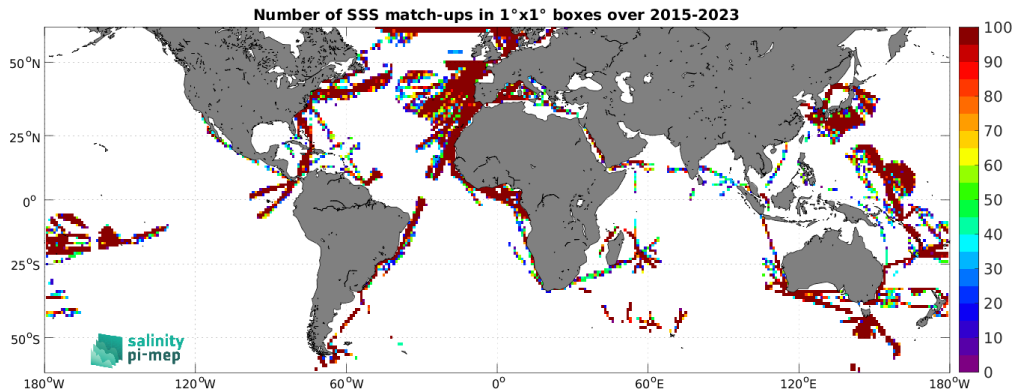 Number of SSS match-ups in 1°x1° boxes over 2015-2023
50°N
25°N
0°
25°S
50°S
180°W
120°W
60°W
0°
60°E
120°E
180°W
100
90
80
70
60
50
40
30
20
10
0
salinity
pi-mep